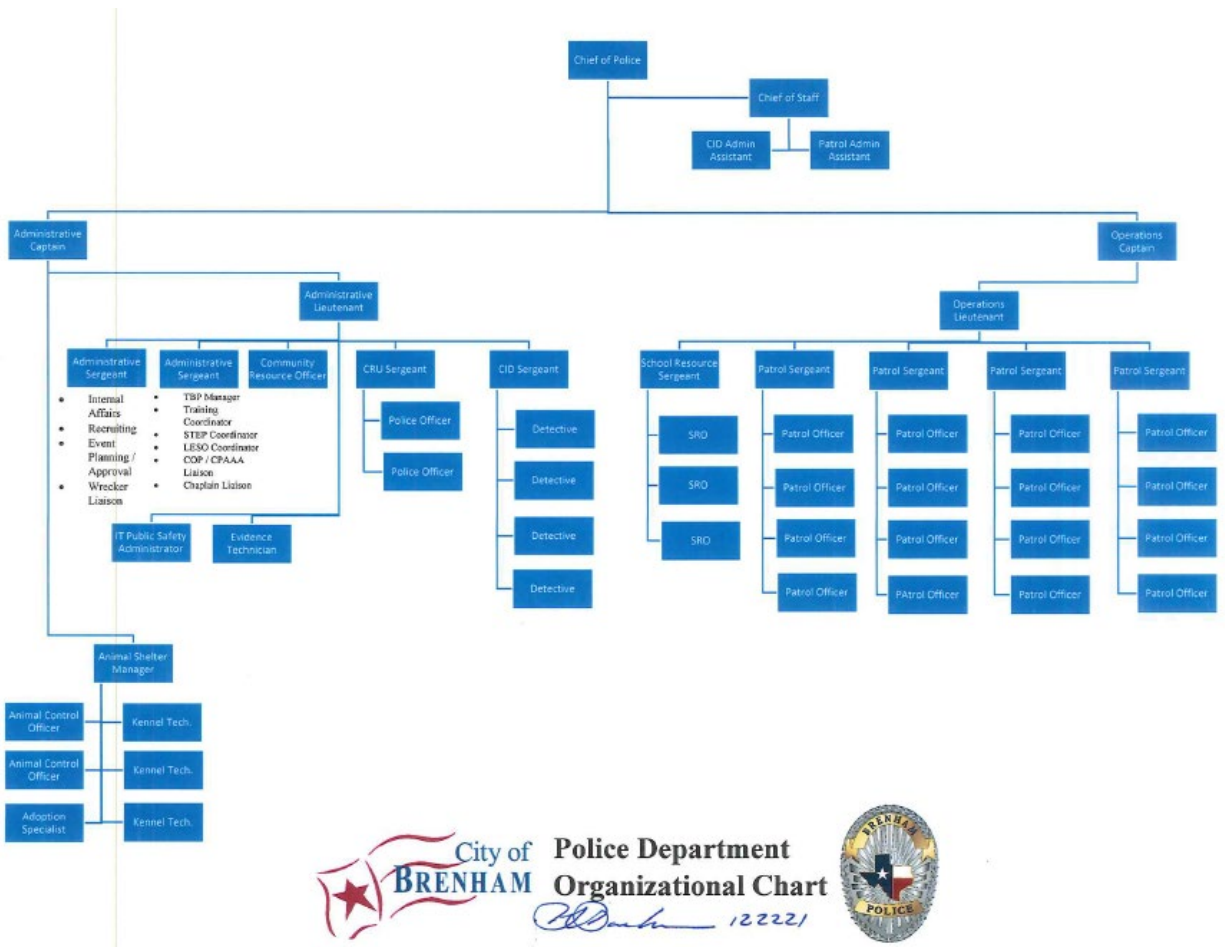 Chief of Police
Chief of Staff
CID Admin
Assistant
Patrol Admin
Assistant
Administrative
Captain
Operations
Captain
Administrative
Lieutenant
Operations
Lieutenant
Administrative
Sergeant
Administrative
Sergeant
Community
Resource Officer
CRU Sergeant
CID Sergeant
School Resource
Sergeant
Patrol Sergeant
Patrol Sergeant
Patrol Sergeant
Patrol Sergeant
• Internal
Affairs
• Recruiting
• Event
Planning /
Approval
• Wrecker
Liaison
• TBP Manager
• Training
Coordinator
• STEP Coordinator
• LESO Coordinator
• COP / CPAAA
Liaison
• Chaplain Liaison
Police Officer
Police Officer
Detective
Detective
Detective
Detective
SRO
SRO
SRO
Patrol Officer
Patrol Officer
Patrol Officer
Patrol Officer
Patrol Officer
Patrol Officer
Patrol Officer
PAtrol Officer
Patrol Officer
Patrol Officer
Patrol Officer
Patrol Officer
Patrol Officer
Patrol Officer
Patrol Officer
Patrol Officer
IT Public Safety
Administrator
Evidence
Technician
Animal Shelter
Manager
Animal Control
Officer
Kennel Tech.
Animal Control
Officer
Kennel Tech.
Adoption
Specialist
Kennel Tech.
City of
BRENHAM
Police Department
Organizational Chart
122221
BRENHAM
POLICE